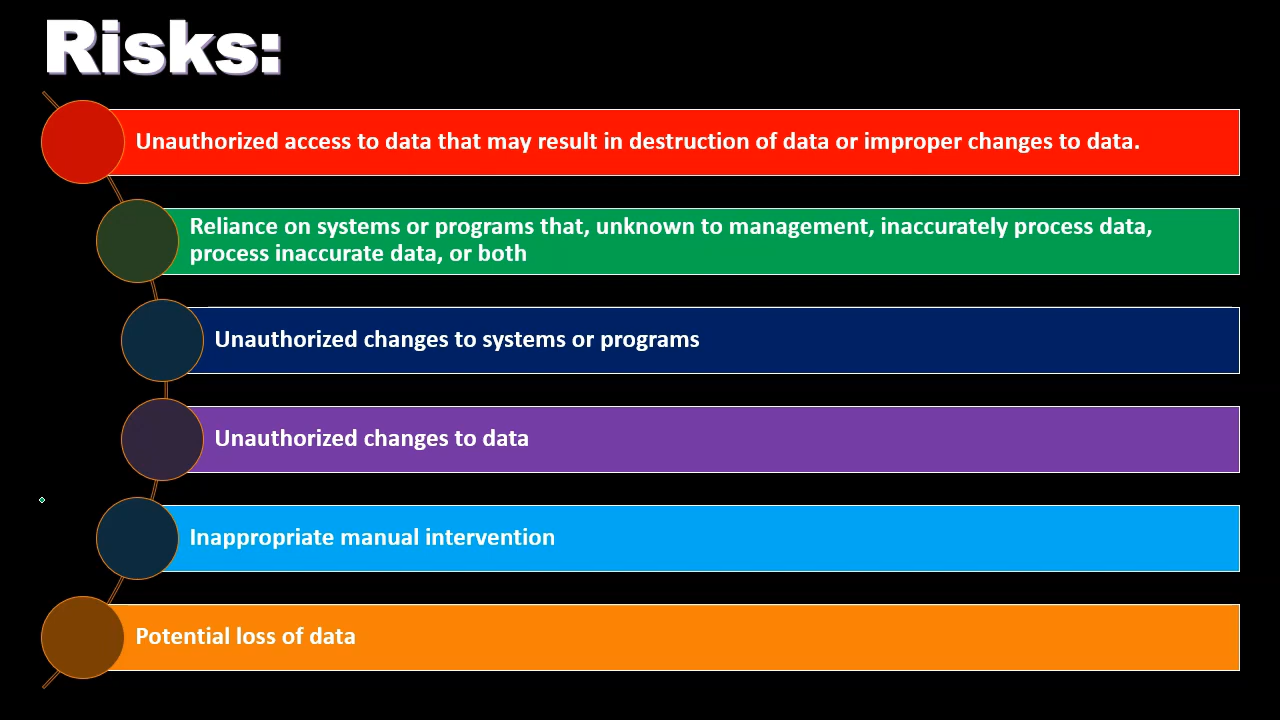 Risks:
Unauthorized access to data that may result in destruction of data or improper changes to data.
Reliance on systems or programs that, unknown to management, inaccurately process data,
process inaccurate data, or both
Unauthorized changes to systems or programs
Unauthorized changes to data
Inappropriate manual intervention
Potential loss of data